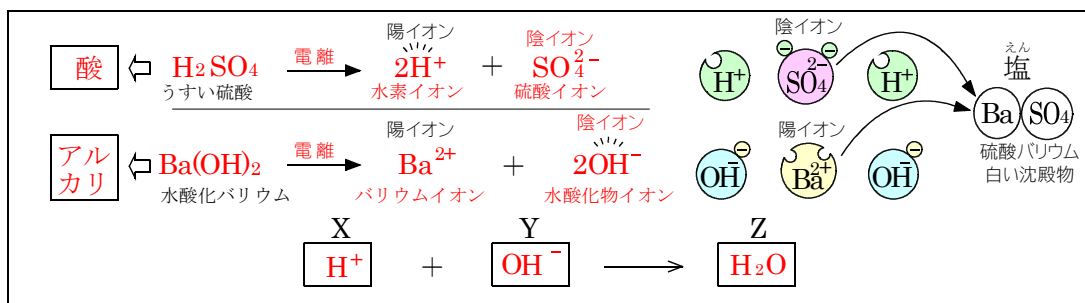 酸 H₂SO₄ 電離 陽イオン 2H⁺ + 陰イオン SO₄²⁻
うすい硫酸 水素イオン 硫酸イオン
アルカリ Ba(OH)₂ 電離 陽イオン Ba²⁺ + 陰イオン 2OH⁻
水酸化バリウム バリウムイオン 水酸化物イオン
陰イオン
H⁺ SO₄²⁻ H⁺
陽イオン
OH⁻ Ba²⁺ OH⁻
えん
塩
Ba SO₄
硫酸バリウム
白い沈殿物
X Y Z
H⁺ + OH⁻ → H₂O